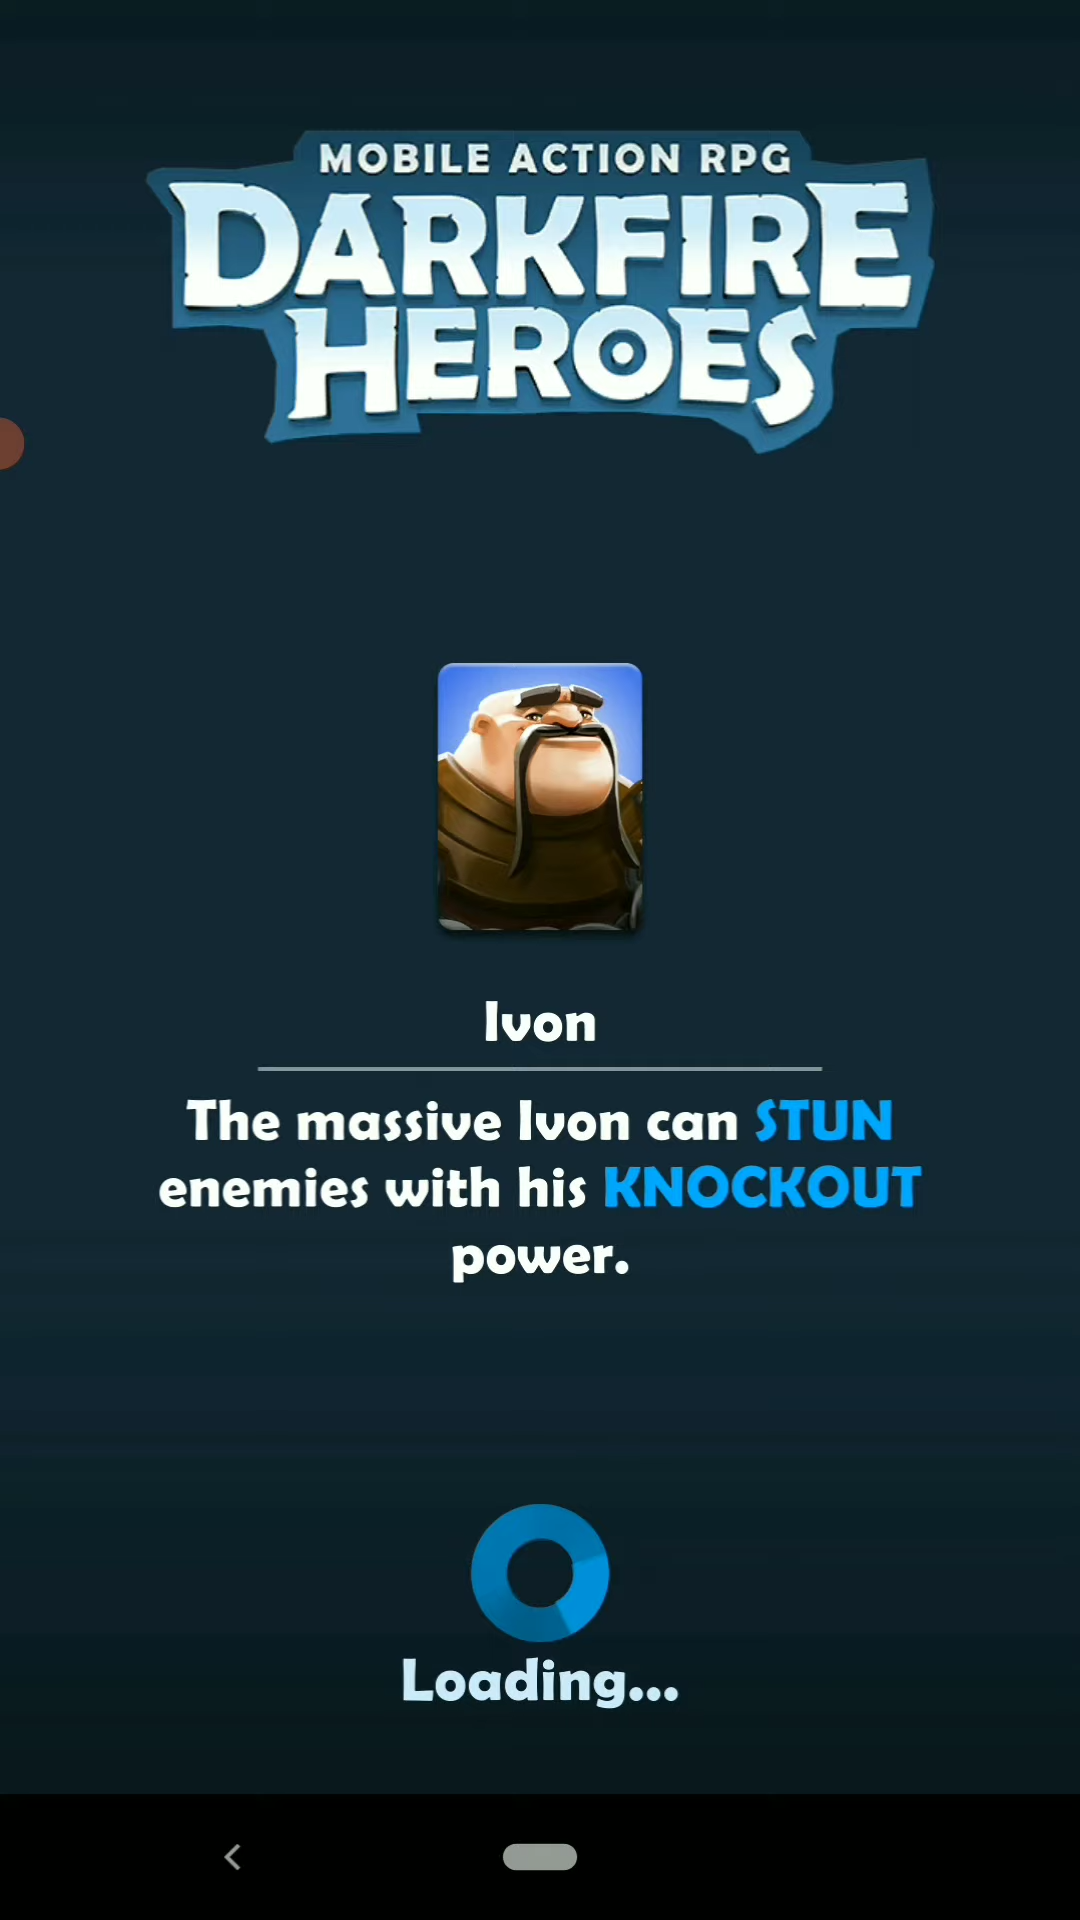 MOBILE ACTION RPG
DARKFIRE
HEROES
Ivon
The massive Ivon can STUN
enemies with his KNOCKOUT
power.
Loading...